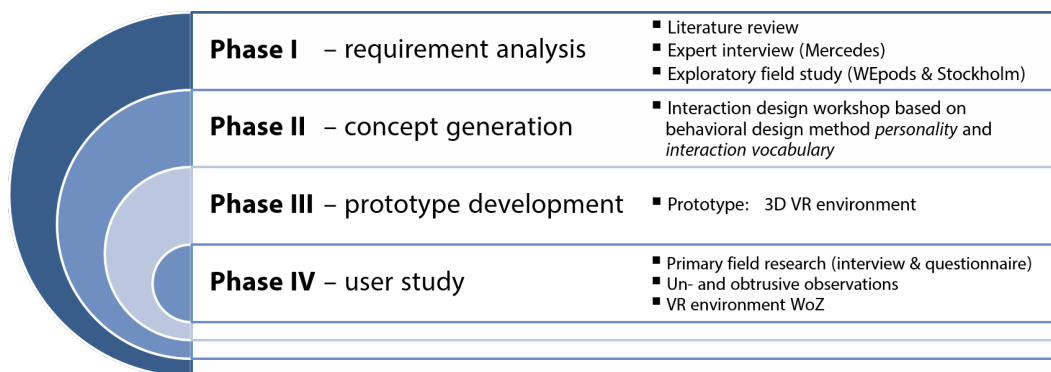 Phase I – requirement analysis
▪ Literature review
▪ Expert interview (Mercedes)
▪ Exploratory field study (WEpods & Stockholm)
Phase II – concept generation
▪ Interaction design workshop based on
behavioral design method personality and
interaction vocabulary
Phase III – prototype development
▪ Prototype: 3D VR environment
Phase IV – user study
▪ Primary field research (interview & questionnaire)
▪ Un- and obtrusive observations
▪ VR environment WoZ